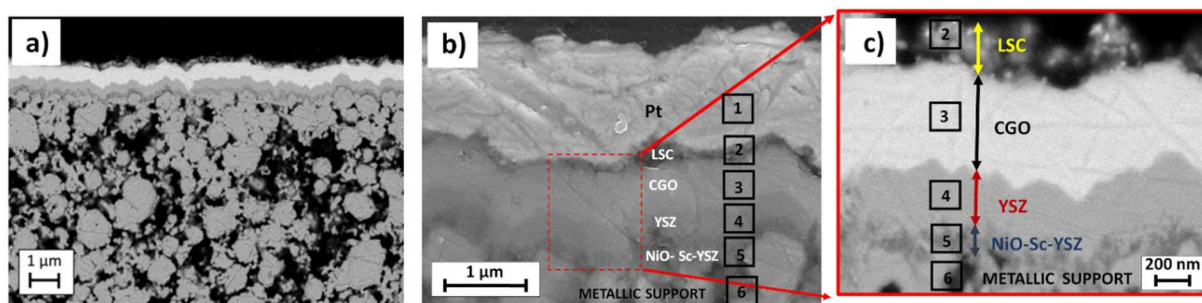 a)
1 μm
b)
Pt
1
LSC
2
CGO
3
YSZ
4
NiO- Sc-YSZ
5
METALLIC SUPPORT
6
1 μm
c)
2
LSC
3
CGO
4
YSZ
5
NiO-Sc-YSZ
6
METALLIC SUPPORT
200 nm